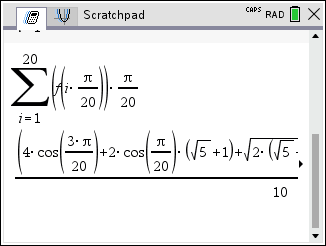 Scratchpad CAPS RAD
20
∑ (f(i·π/20))·π/20
i=1
(4·cos(3·π/20)+2·cos(π/20)·(√5+1)+√2·(√5-
10